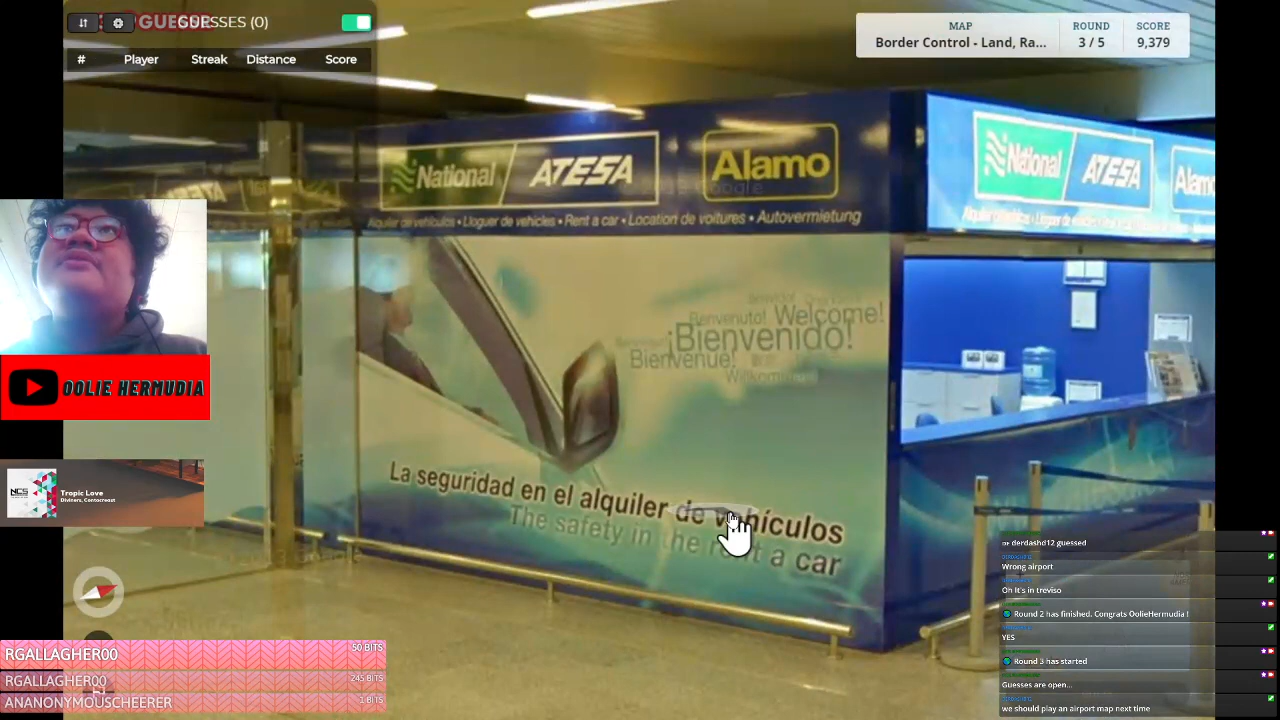 GUESSES (0)
MAP
Border Control - Land, Ra...
ROUND
3 / 5
SCORE
9,379
# Player Streak Distance Score
National ATESA Alamo
Alquiler de vehículos • Lloguer de vehicles • Rent a car • Location de voitures • Autovermietung
National ATESA Alamo
Benvenuto! Welcome!
¡Bienvenido!
Bienvenue!
La seguridad en el alquiler de vehículos
The safety in the rent a car
OOLIE HERMUDIA
NCS
Tropic Love
Diviners, Contacreast
derdashd12 guessed
Wrong airport
Oh It's in treviso
Round 2 has finished. Congrats OolieHermudia !
YES
Round 3 has started
Guesses are open...
we should play an airport map next time
RGALLAGHER00 50 BITS
RGALLAGHER00 245 BITS
ANANONYMOUSCHEERER 1 BITS